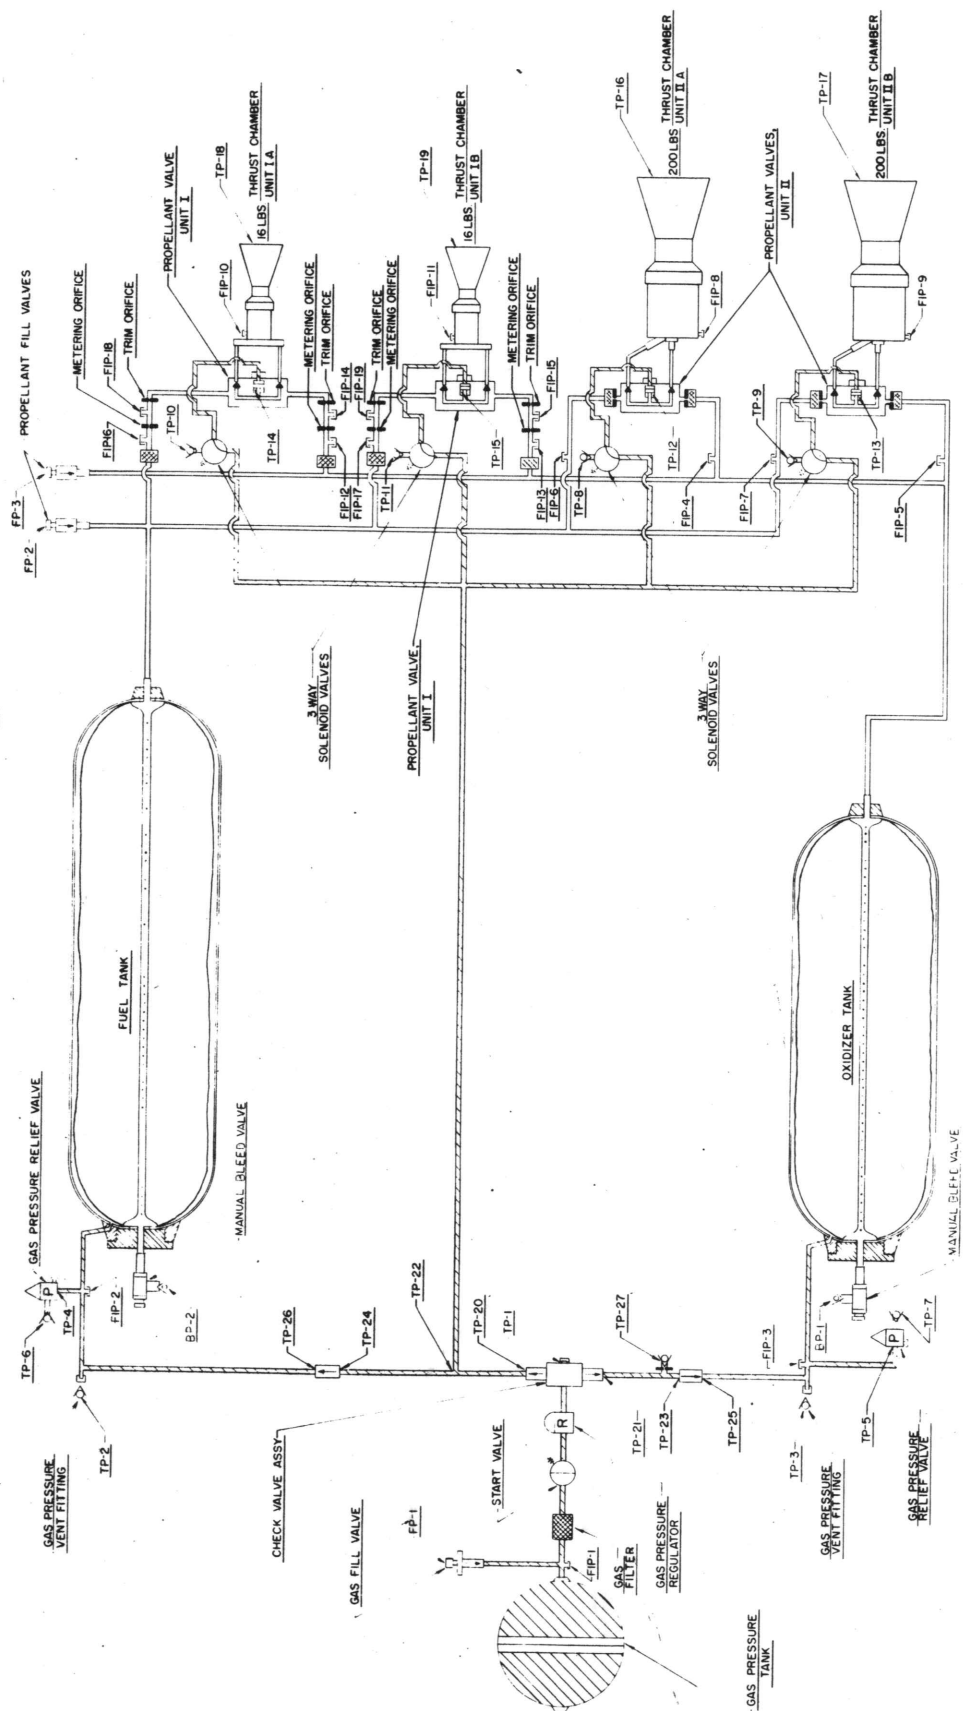 PROPELLANT FILL VALVES
FP-3
FP-2
METERING ORIFICE
FIP-18
TRIM ORIFICE
FIP-16
PROPELLANT VALVE
UNIT I
TP-18
16 LBS. THRUST CHAMBER
UNIT I A
FIP-10
TP-10
TP-14
METERING ORIFICE
TRIM ORIFICE
FIP-14
FIP-19
TRIM ORIFICE
METERING ORIFICE
FIP-12
FIP-17
TP-11
TP-19
16 LBS. THRUST CHAMBER
UNIT I B
FIP-11
TP-15
METERING ORIFICE
TRIM ORIFICE
FIP-15
FIP-13
FIP-6
TP-8
TP-16
200 LBS. THRUST CHAMBER
UNIT II A
FIP-8
TP-12
FIP-4
PROPELLANT VALVES,
UNIT II
TP-9
FIP-7
TP-17
200 LBS. THRUST CHAMBER
UNIT II B
FIP-9
TP-13
FIP-5
3 WAY
SOLENOID VALVES
PROPELLANT VALVE,
UNIT I
3 WAY
SOLENOID VALVES
FUEL TANK
OXIDIZER TANK
GAS PRESSURE RELIEF VALVE
P
TP-6
TP-4
FIP-2
BP-2
MANUAL BLEED VALVE
TP-2
GAS PRESSURE
VENT FITTING
TP-26
TP-24
TP-22
TP-20
TP-1
TP-27
TP-21
TP-23
TP-25
FIP-3
BP-1
MANUAL BLEED VALVE
P
TP-7
TP-5
TP-3
GAS PRESSURE
VENT FITTING
GAS PRESSURE
RELIEF VALVE
CHECK VALVE ASSY
R
START VALVE
GAS FILL VALVE
FP-1
FIP-1
GAS
FILTER
GAS PRESSURE
REGULATOR
GAS PRESSURE
TANK